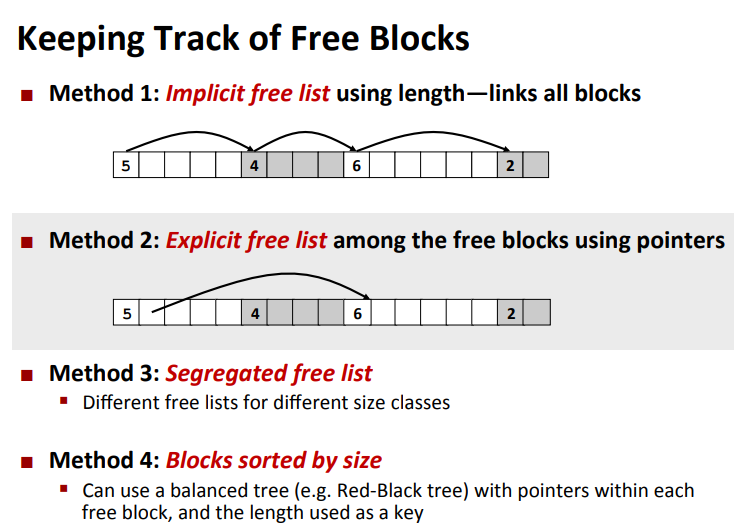 Keeping Track of Free Blocks
■ Method 1: Implicit free list using length—links all blocks
5 4 6 2
■ Method 2: Explicit free list among the free blocks using pointers
5 4 6 2
■ Method 3: Segregated free list
■ Different free lists for different size classes
■ Method 4: Blocks sorted by size
■ Can use a balanced tree (e.g. Red-Black tree) with pointers within each
free block, and the length used as a key